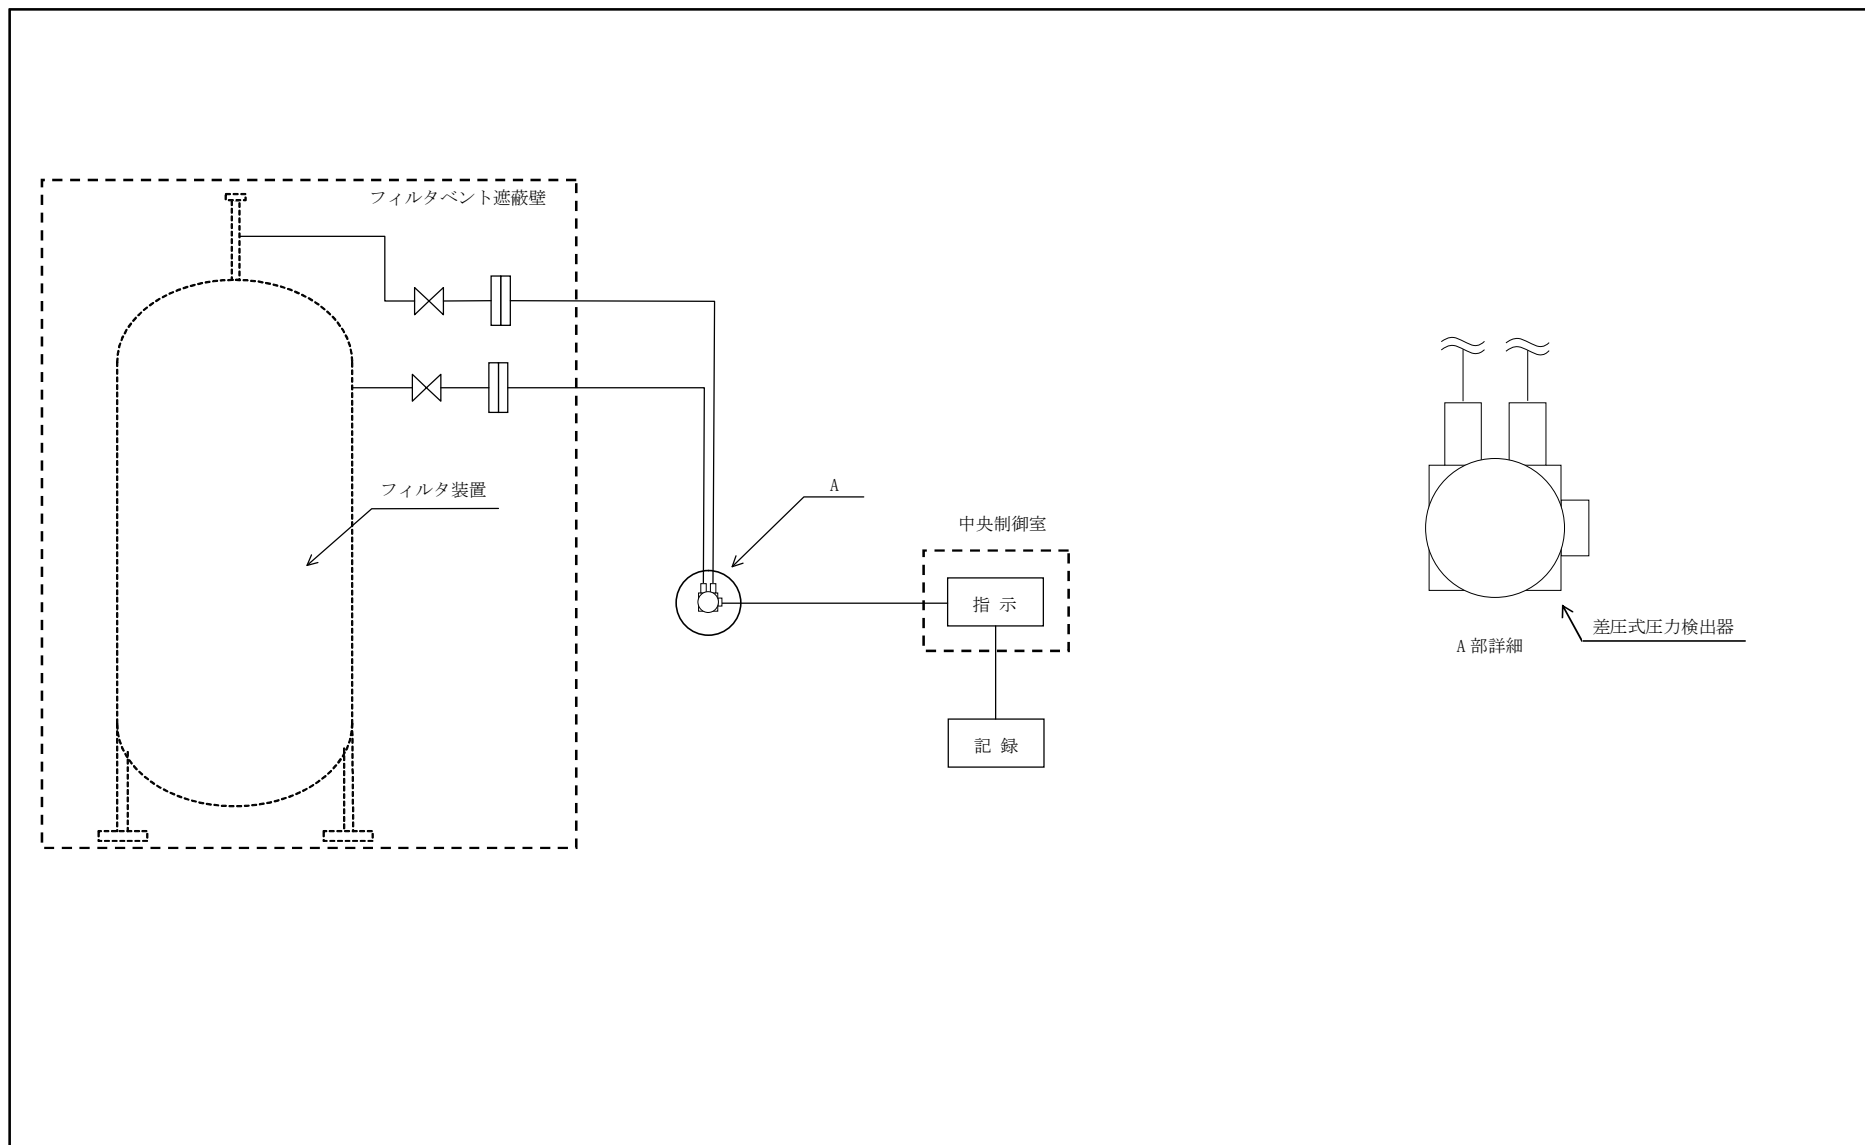 フィルタベント遮蔽壁
フィルタ装置
A
中央制御室
指 示
記 録
A 部詳細
差圧式圧力検出器